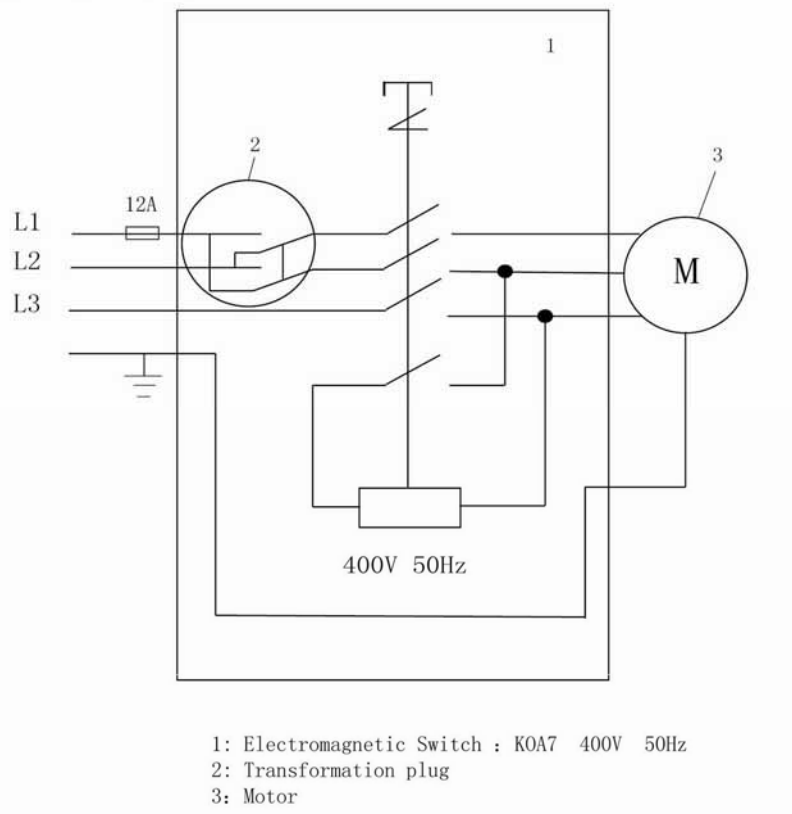 1
2
3
12A
L1
L2
L3
M
400V 50Hz
1: Electromagnetic Switch : KOA7 400V 50Hz
2: Transformation plug
3: Motor